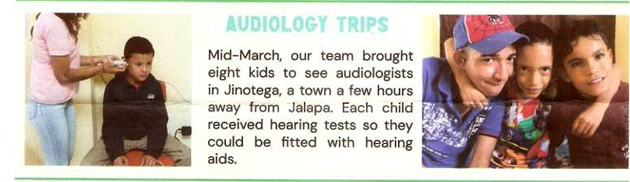 AUDIOLOGY TRIPS
Mid-March, our team brought
eight kids to see audiologists
in Jinotega, a town a few hours
away from Jalapa. Each child
received hearing tests so they
could be fitted with hearing
aids.